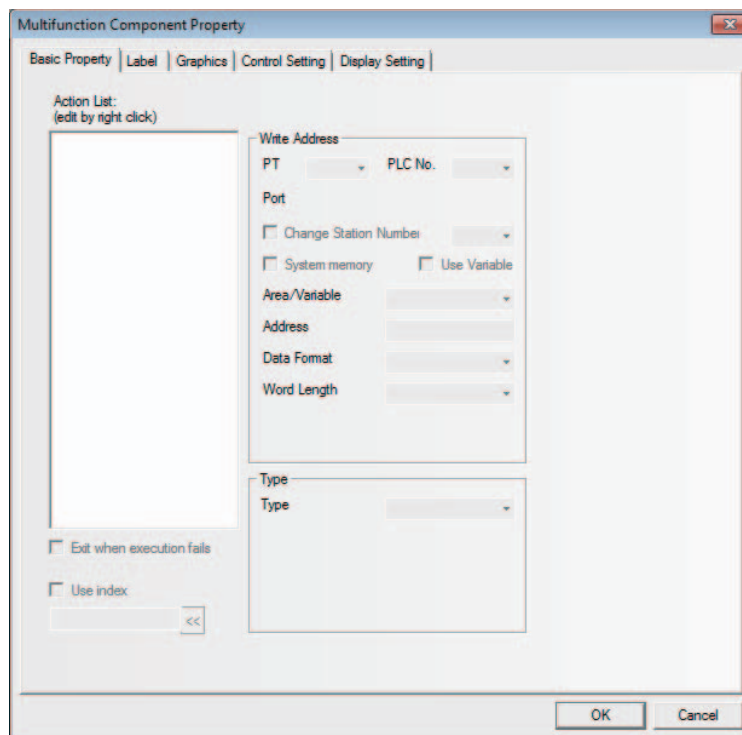 Multifunction Component Property
Basic Property Label Graphics Control Setting Display Setting
Action List:
(edit by right click)
Write Address
PT PLC No.
Port
Change Station Number
System memory Use Variable
Area/Variable
Address
Data Format
Word Length
Type
Type
Exit when execution fails
Use index
<<
OK Cancel